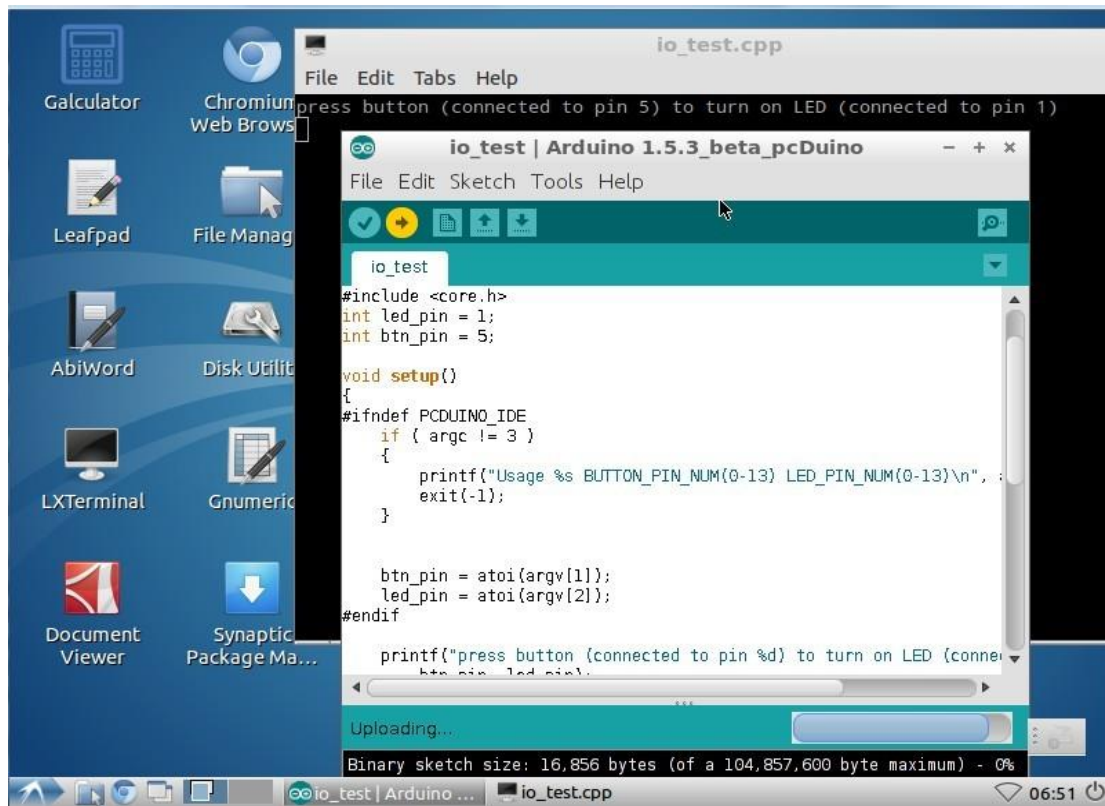 Galculator
Chromium
Web Brows
Leafpad
File Manag
AbiWord
Disk Utilit
LXTerminal
Gnumeric
Document
Viewer
Synaptic
Package Ma...
io_test.cpp
File Edit Tabs Help
press button (connected to pin 5) to turn on LED (connected to pin 1)
io_test | Arduino 1.5.3_beta_pcDuino
File Edit Sketch Tools Help
io_test
#include <core.h>
int led_pin = 1;
int btn_pin = 5;
void setup()
{
#ifndef PCDUINO_IDE
if ( argc != 3 )
{
printf("Usage %s BUTTON_PIN_NUM(0-13) LED_PIN_NUM(0-13)\n",
exit(-1);
}
btn_pin = atoi(argv[1]);
led_pin = atoi(argv[2]);
#endif
printf("press button (connected to pin %d) to turn on LED (conne
btn_pin, led_pin);
Uploading...
Binary sketch size: 16,856 bytes (of a 104,857,600 byte maximum) - 0%
io_test | Arduino ...
io_test.cpp
06:51